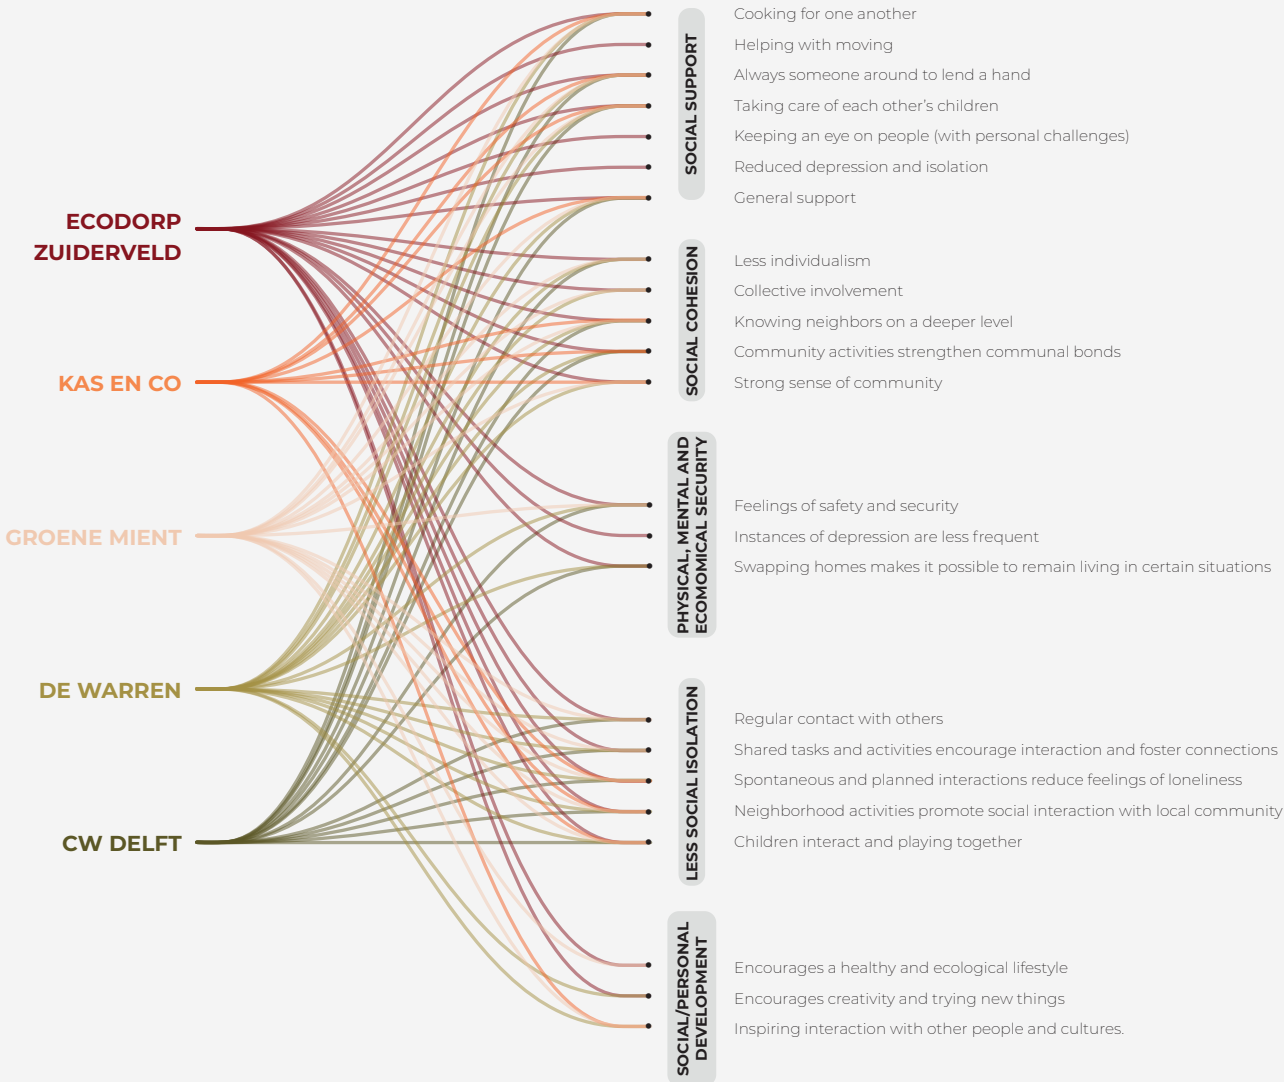 ECODORP
ZUIDERVELD
KAS EN CO
GROENE MIENT
DE WARREN
CW DELFT
SOCIAL SUPPORT
Cooking for one another
Helping with moving
Always someone around to lend a hand
Taking care of each other's children
Keeping an eye on people (with personal challenges)
Reduced depression and isolation
General support
SOCIAL COHESION
Less individualism
Collective involvement
Knowing neighbors on a deeper level
Community activities strengthen communal bonds
Strong sense of community
PHYSICAL, MENTAL AND
ECOMOMICAL SECURITY
Feelings of safety and security
Instances of depression are less frequent
Swapping homes makes it possible to remain living in certain situations
LESS SOCIAL ISOLATION
Regular contact with others
Shared tasks and activities encourage interaction and foster connections
Spontaneous and planned interactions reduce feelings of loneliness
Neighborhood activities promote social interaction with local community
Children interact and playing together
SOCIAL/PERSONAL
DEVELOPMENT
Encourages a healthy and ecological lifestyle
Encourages creativity and trying new things
Inspiring interaction with other people and cultures.